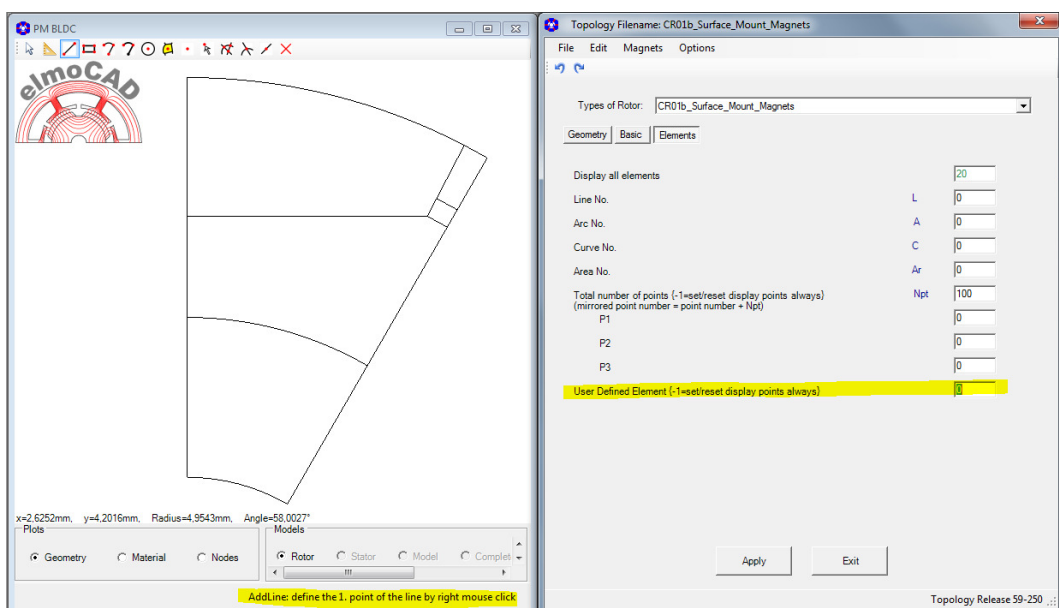 PM BLDC
elmoCAD
x=2,6252mm, y=4,2016mm, Radius=4,9543mm, Angle=58,0027°
Plots
Geometry
Material
Nodes
Models
Rotor
Stator
Model
Complet
AddLine: define the 1. point of the line by right mouse click
Topology Filename: CR01b_Surface_Mount_Magnets
File Edit Magnets Options
Types of Rotor: CR01b_Surface_Mount_Magnets
Geometry Basic Elements
Display all elements 20
Line No. L 0
Arc No. A 0
Curve No. C 0
Area No. Ar 0
Total number of points {-1=set/reset display points always} Npt 100
(mirrored point number = point number + Npt)
P1 0
P2 0
P3 0
User Defined Element {-1=set/reset display points always} 0
Apply Exit
Topology Release 59-250